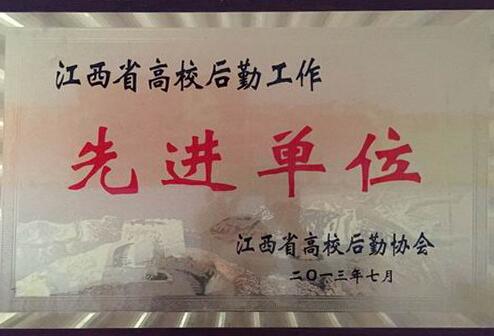 江西省高校后勤工作
先进单位
江西省高校后勤协会
二〇一三年七月